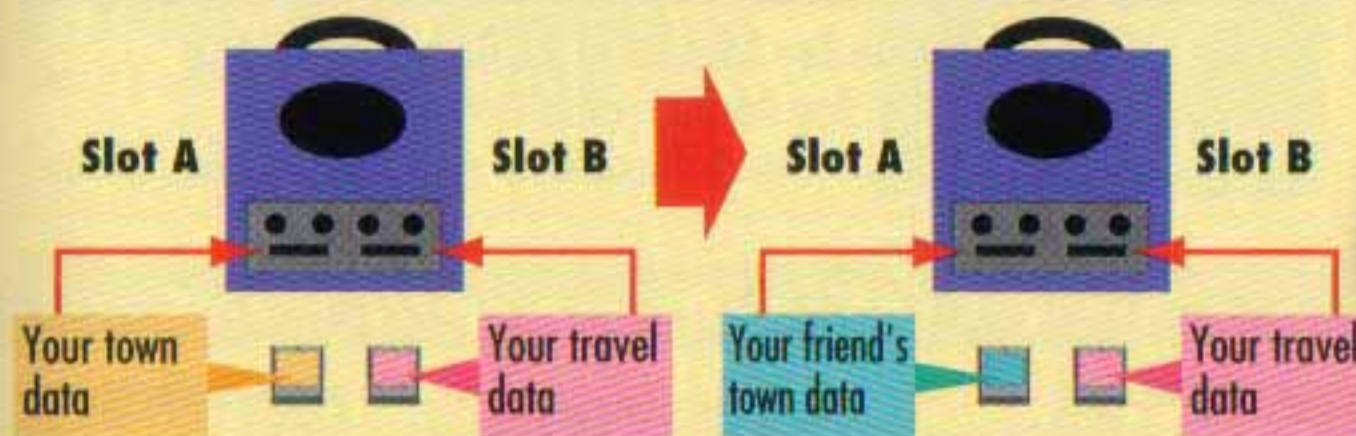 Slot A
Slot B
Slot A
Slot B
Your town
data
Your travel
data
Your friend's
town data
Your travel
data